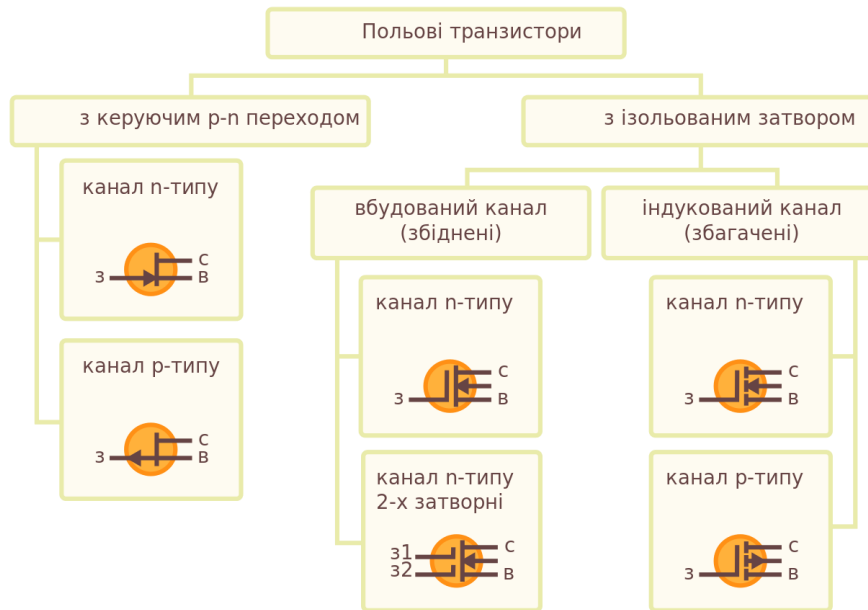 Польові транзистори
з керуючим p-n переходом
з ізольованим затвором
канал n-типу
з
с
в
канал p-типу
з
с
в
вбудований канал
(збіднені)
індукований канал
(збагачені)
канал n-типу
з
с
в
канал n-типу
2-х затворні
з1
з2
с
в
канал n-типу
з
с
в
канал p-типу
з
с
в